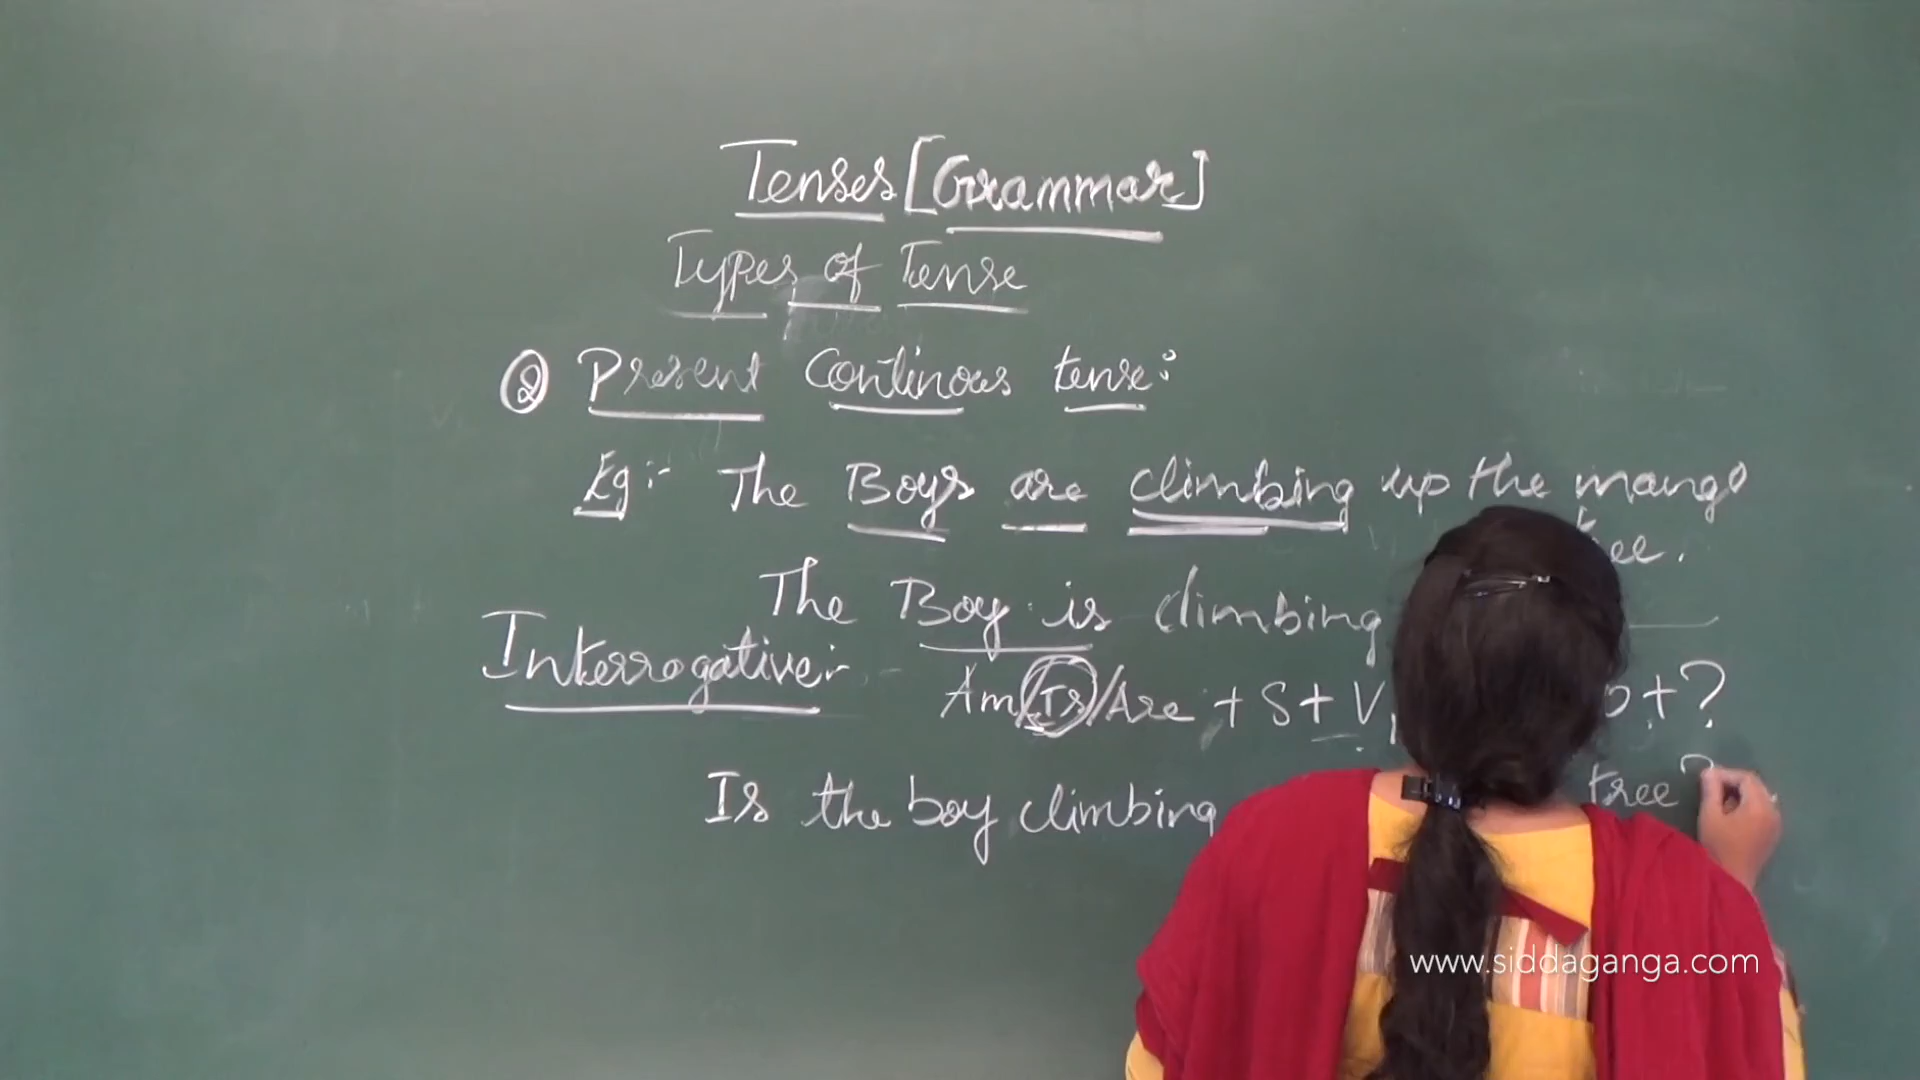 Tenses [Grammar]
Types of Tense
② Present Continous tense:
Eg:- The Boys are climbing up the mango
tree.
The Boy is climbing
Interrogative:-
Am/Is/Are + S + V + ?
Is the boy climbing tree?
www.siddaganga.com